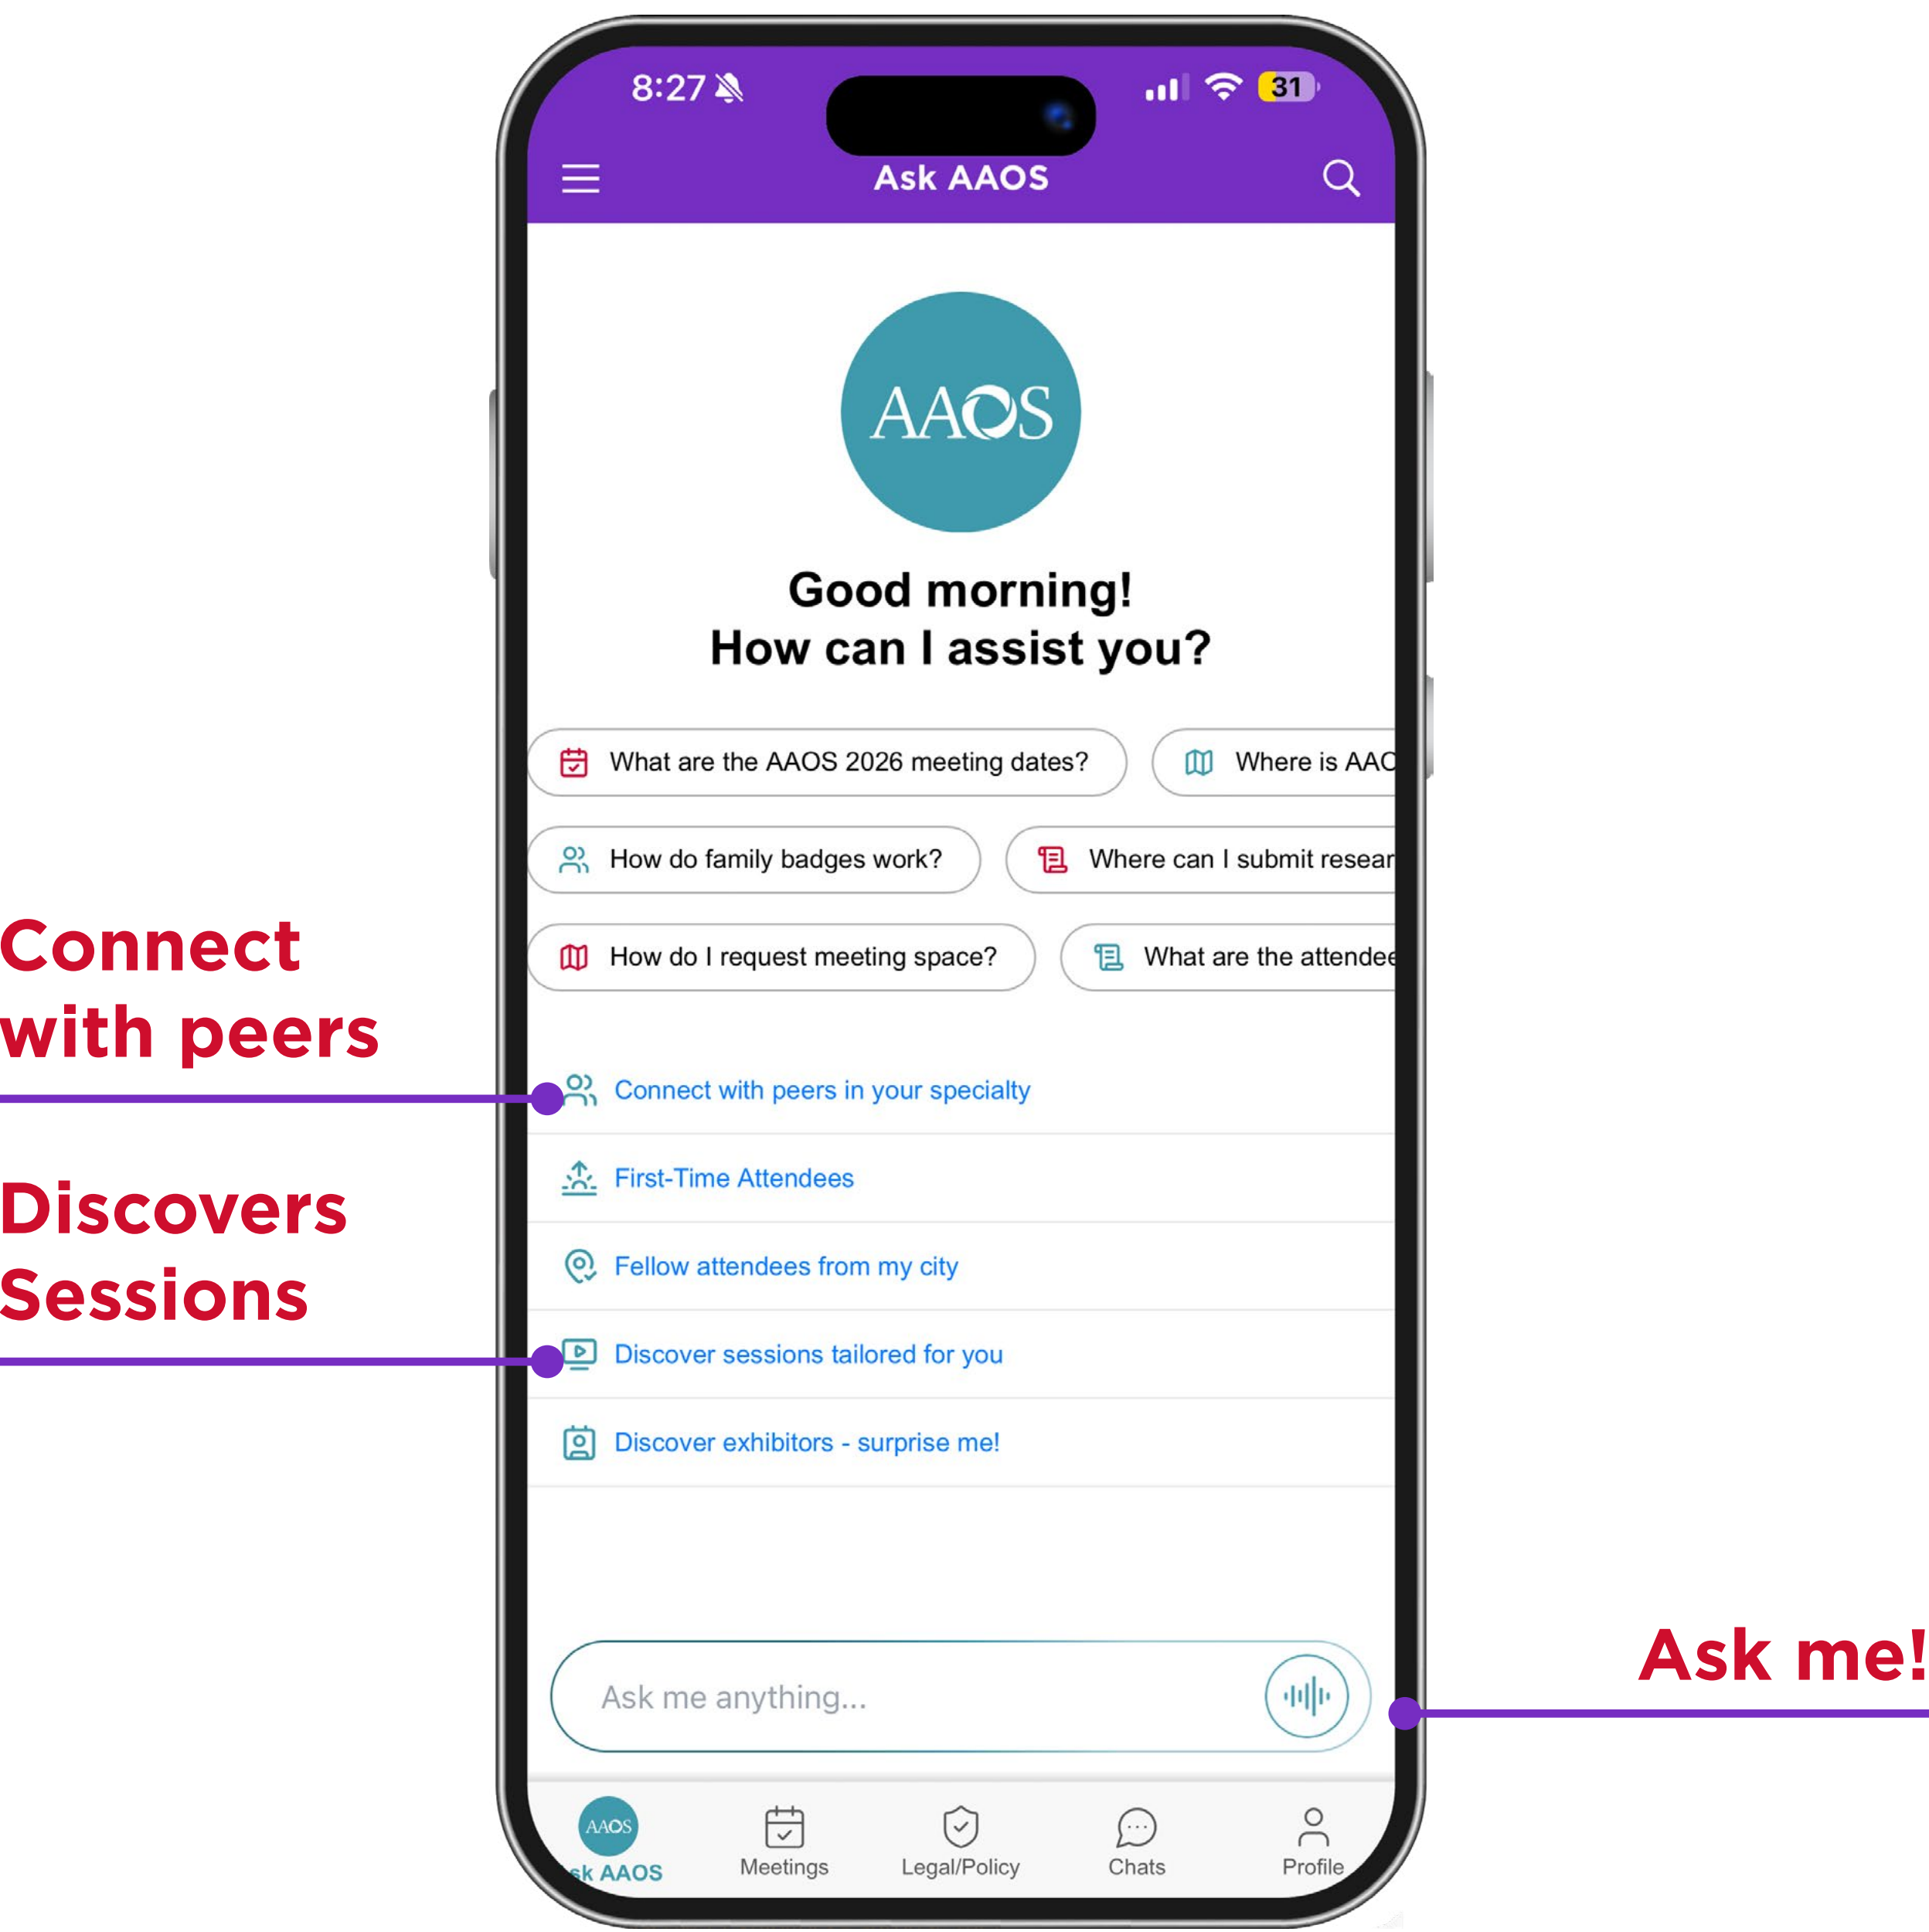 8:27
31
Ask AAOS
AAOS
Good morning!
How can I assist you?
What are the AAOS 2026 meeting dates?
Where is AAO
How do family badges work?
Where can I submit resear
How do I request meeting space?
What are the attendee
Connect
with peers
Connect with peers in your specialty
First-Time Attendees
Discovers
Sessions
Fellow attendees from my city
Discover sessions tailored for you
Discover exhibitors - surprise me!
Ask me!
Ask me anything...
AAOS
sk AAOS
Meetings
Legal/Policy
Chats
Profile